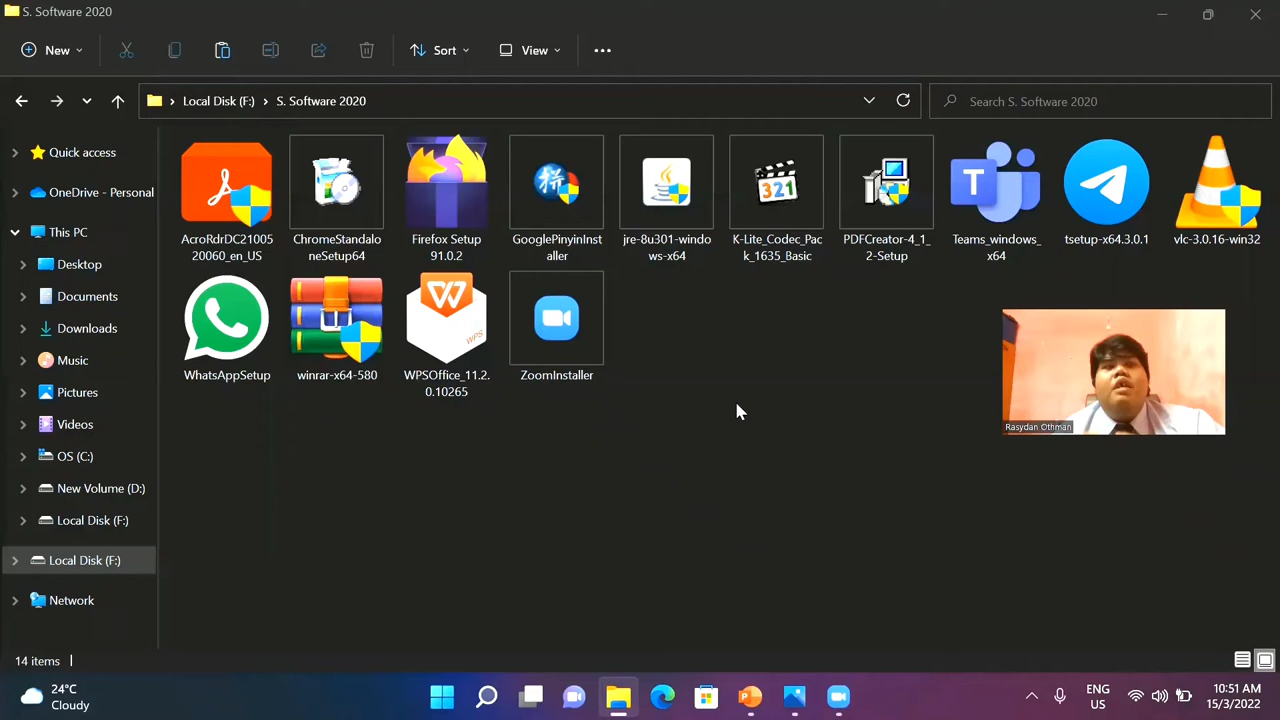 S. Software 2020
New
Sort
View
Local Disk (F:)
S. Software 2020
Search S. Software 2020
Quick access
OneDrive - Personal
This PC
Desktop
Documents
Downloads
Music
Pictures
Videos
OS (C:)
New Volume (D:)
Local Disk (F:)
Local Disk (F:)
Network
AcroRdrDC21005
20060_en_US
ChromeStandalo
neSetup64
Firefox Setup
91.0.2
GooglePinyinInst
aller
jre-8u301-windo
ws-x64
K-Lite_Codec_Pac
k_1635_Basic
PDFCreator-4_1_
2-Setup
Teams_windows_
x64
tsetup-x64.3.0.1
vlc-3.0.16-win32
WhatsAppSetup
winrar-x64-580
WPS
WPSOffice_11.2.
0.10265
ZoomInstaller
拼
321
T
W
Rasydan Othman
14 items
24°C
Cloudy
ENG
US
10:51 AM
15/3/2022